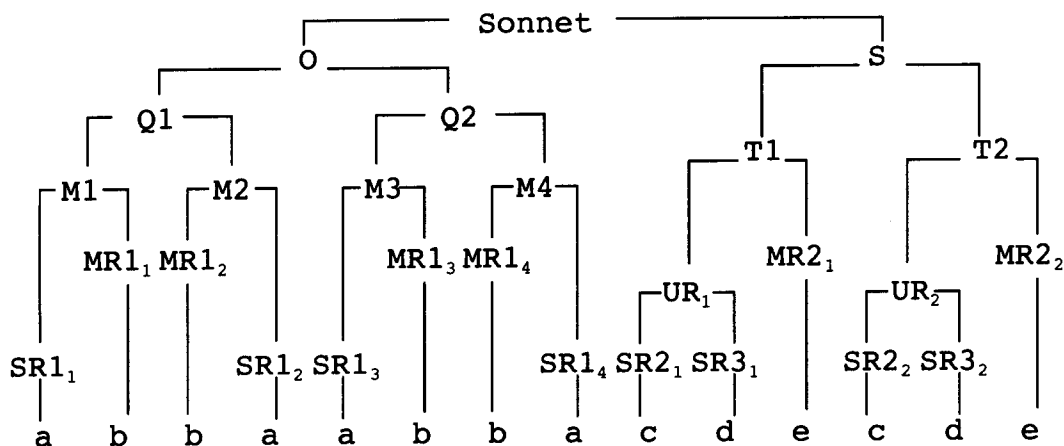 Sonnet
O S
Q1 Q2
T1 T2
M1 M2 M3 M4
MR1₁ MR1₂ MR1₃ MR1₄ MR2₁ MR2₂
UR₁ UR₂
SR1₁ SR1₂ SR1₃ SR1₄ SR2₁ SR3₁ SR2₂ SR3₂
a b b a a b b a c d e c d e